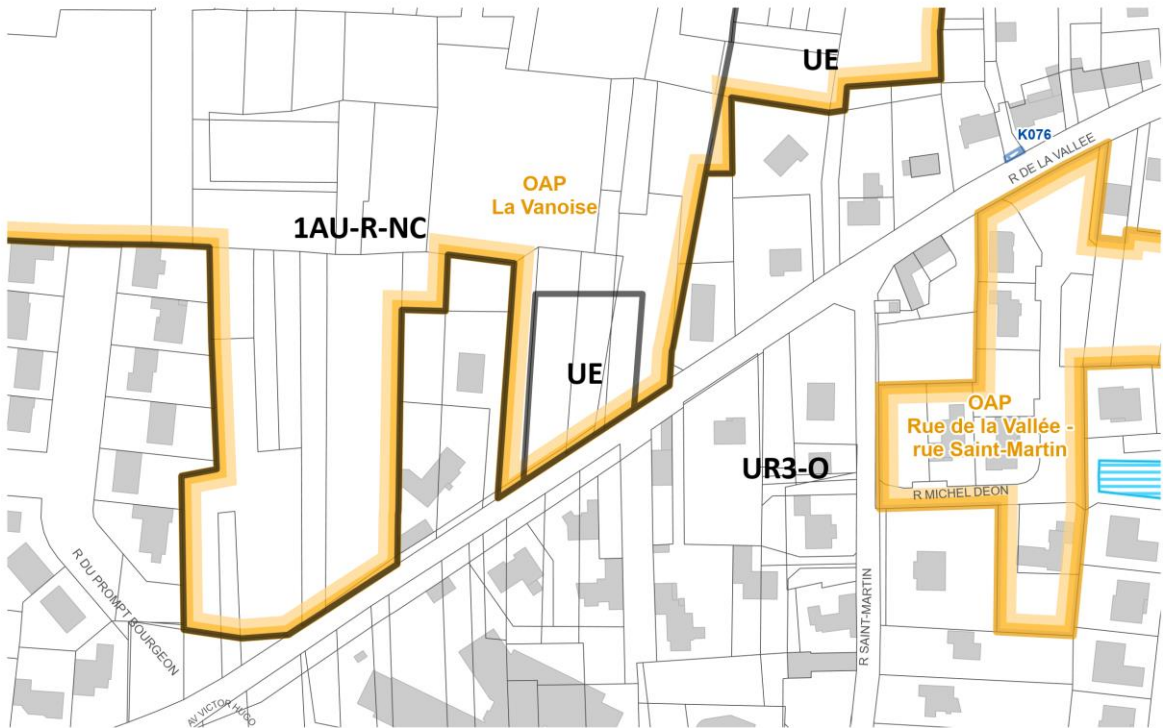 UE
K076
R DE LA VALLEE
OAP
La Vanoise
1AU-R-NC
UE
OAP
Rue de la Vallée -
rue Saint-Martin
UR3-O
R MICHEL DEON
R DU PROMPT BOURGEON
R SAINT-MARTIN
AV VICTOR HUGO